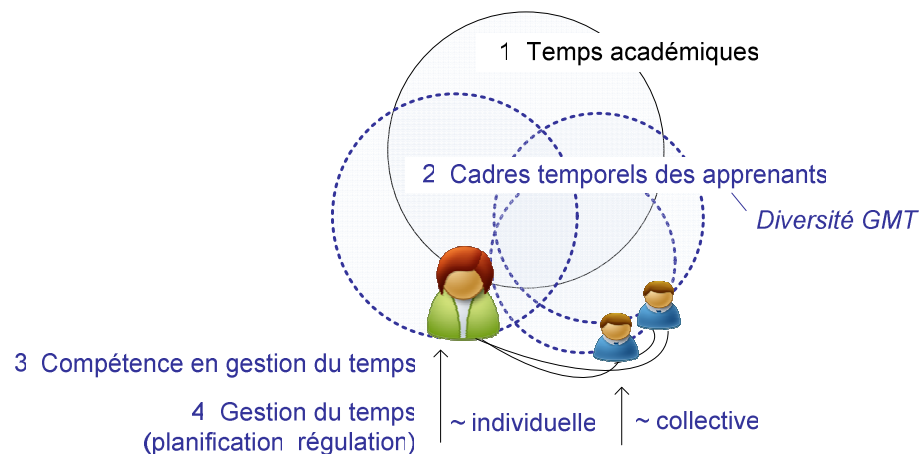 1 Temps académiques
2 Cadres temporels des apprenants
Diversité GMT
3 Compétence en gestion du temps
4 Gestion du temps
(planification régulation)
~ individuelle
~ collective